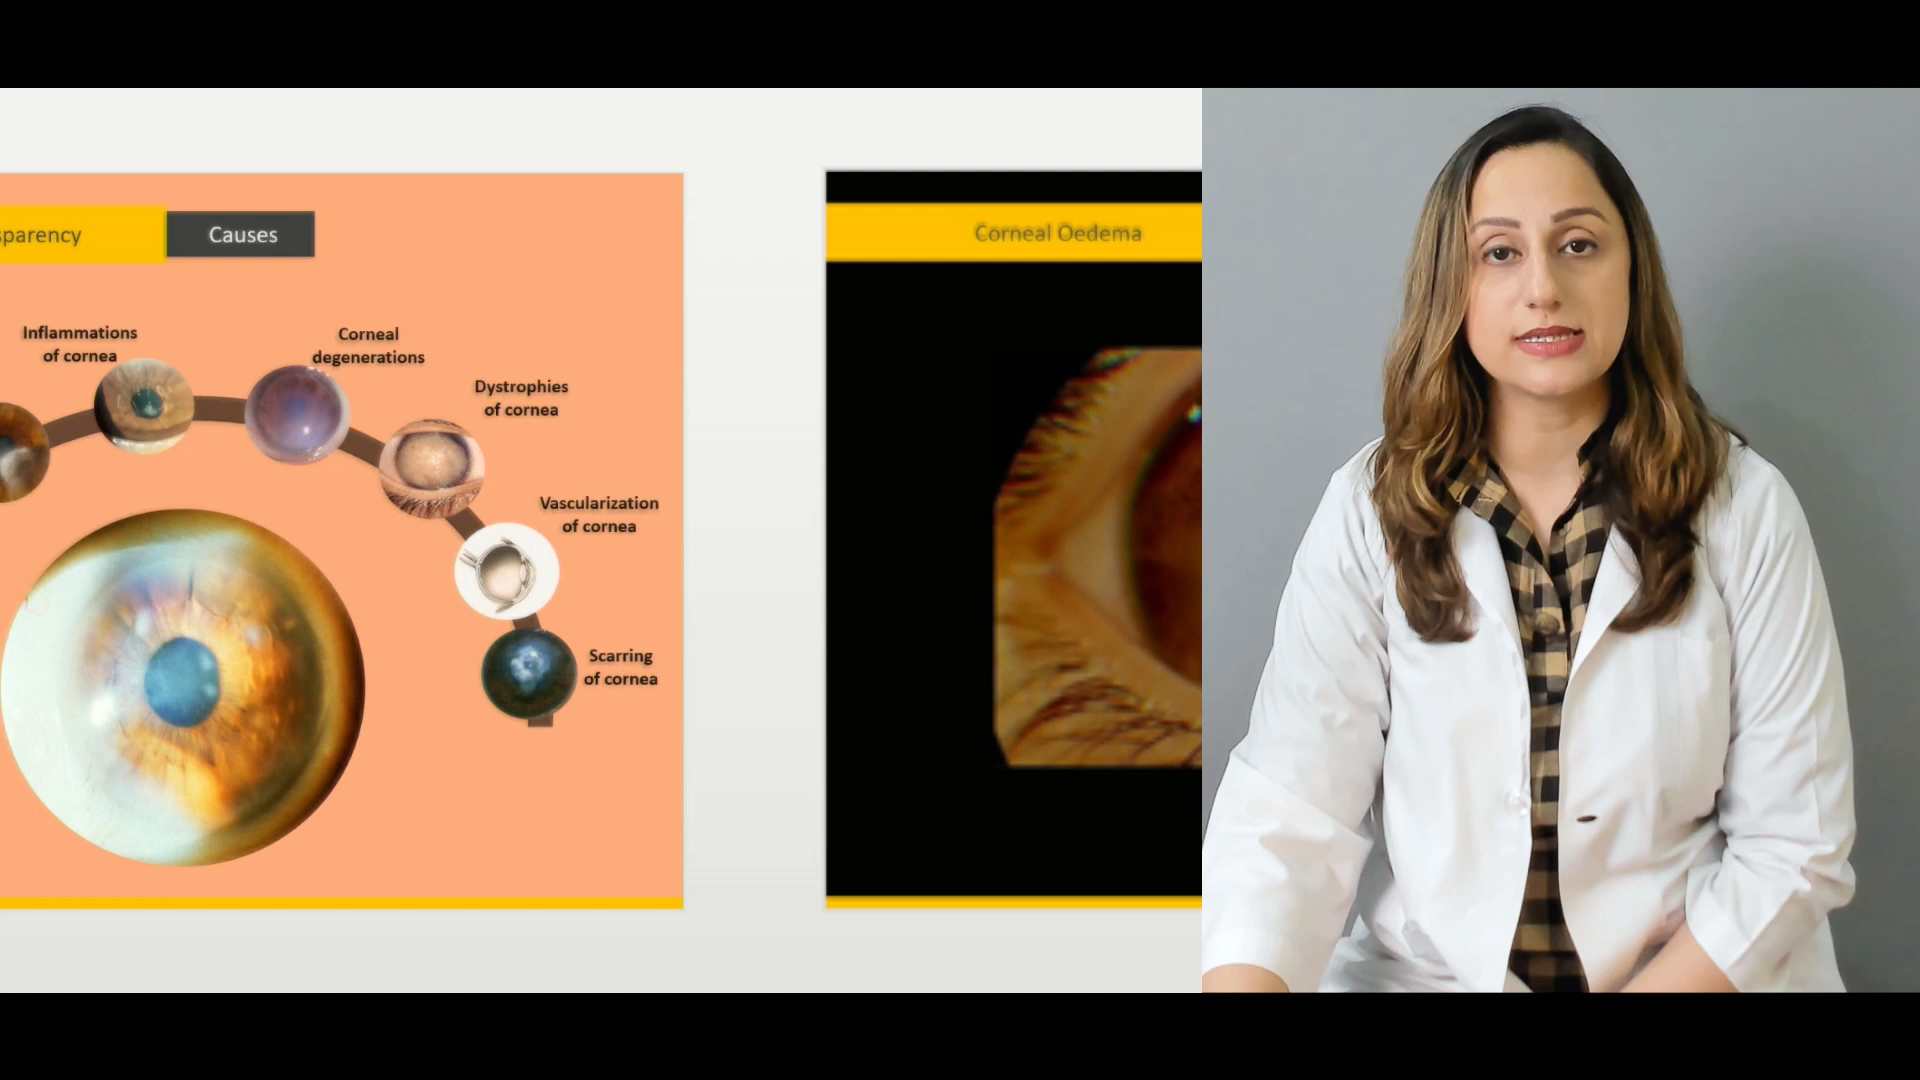 sparency
Causes
Inflammations
of cornea
Corneal
degenerations
Dystrophies
of cornea
Vascularization
of cornea
Scarring
of cornea
Corneal Oedema